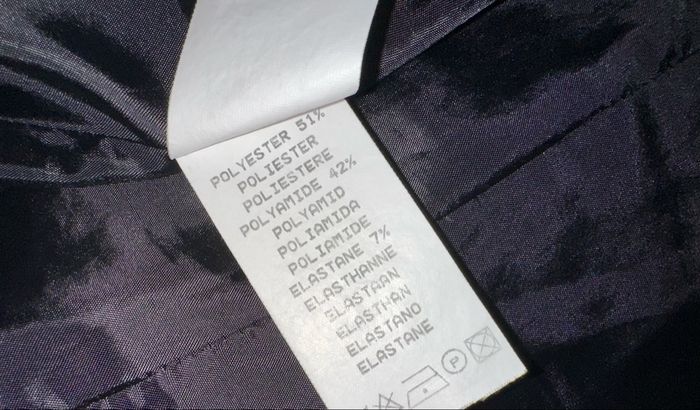 POLYESTER 51%
POLIESTER
POLIESTERE
POLYAMIDE 42%
POLYAMID
POLIAMIDA
POLIAMIDE
ELASTANE 7%
ELASTHANNE
ELASTAAN
ELASTHAN
ELASTANO
ELASTANE
P